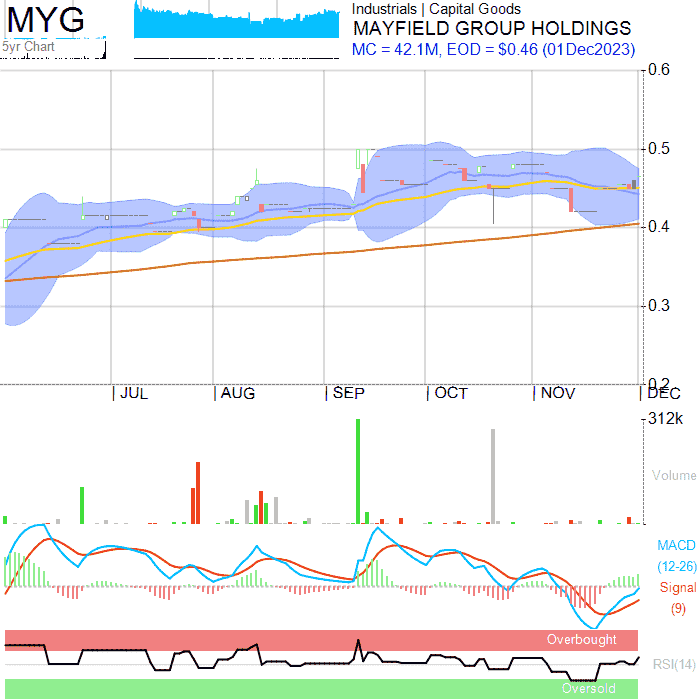 MYG
5yr Chart
Industrials | Capital Goods
MAYFIELD GROUP HOLDINGS
MC = 42.1M, EOD = $0.46 (01Dec2023)
0.6
0.5
0.4
0.3
0.2
| JUL | AUG | SEP | OCT | NOV | DEC
312k
Volume
MACD
(12-26)
Signal
(9)
Overbought
RSI(14)
Oversold